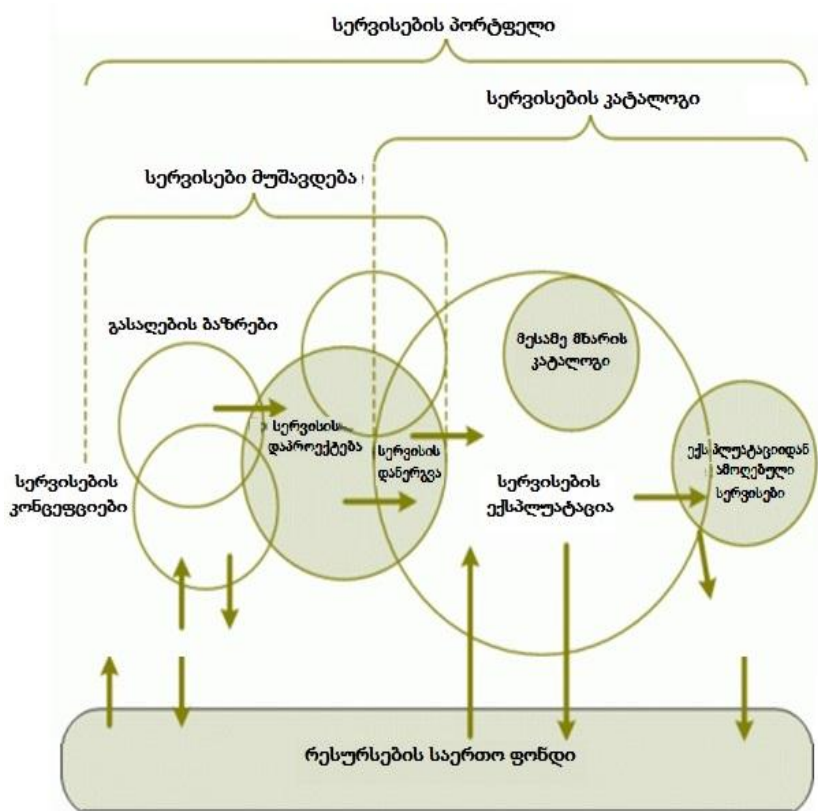 სერვისების პორტფელი
სერვისების კატალოგი
სერვისები მუშავდება
გასაღების ბაზრები
მესამე მხარის
კატალოგი
სერვისის
დაპროექტება
სერვისის
დანერგვა
ექსპლუატაციიდან
ამოღებული
სერვისები
სერვისების
კონცეფციები
სერვისების
ექსპლუატაცია
რესურსების საერთო ფონდი